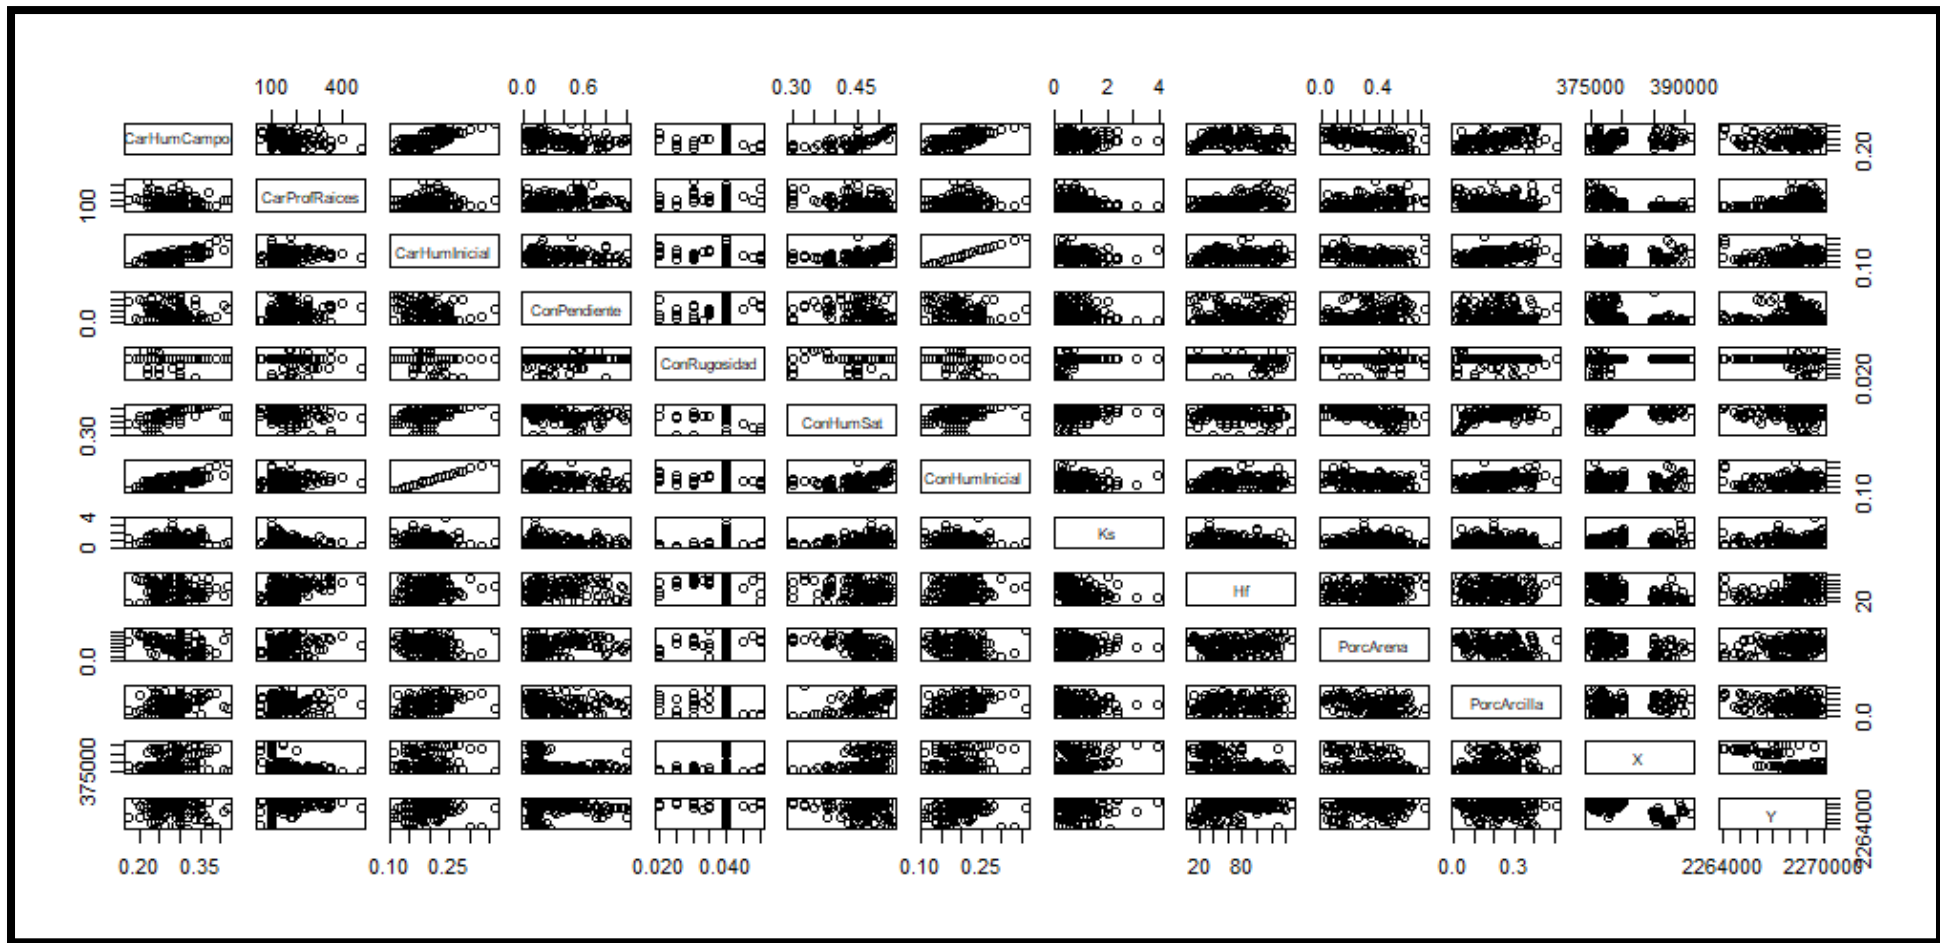 100 400 0.0 0.6 0.30 0.45 0 2 4 0.0 0.4 375000 390000
CarHumCampo 0.20
100 CarProfRaices
CarHumInicial 0.10
0.0 ConPendiente
ConRugosidad 0.020
0.30 ConHumSat
ConHumInicial 0.10
4 0 Ks
Hf 20
0.0 PorcArena
PorcArcilla 0.0
375000 X
Y 2264000
0.20 0.35 0.10 0.25 0.020 0.040 0.10 0.25 20 80 0.0 0.3 2264000 2270000